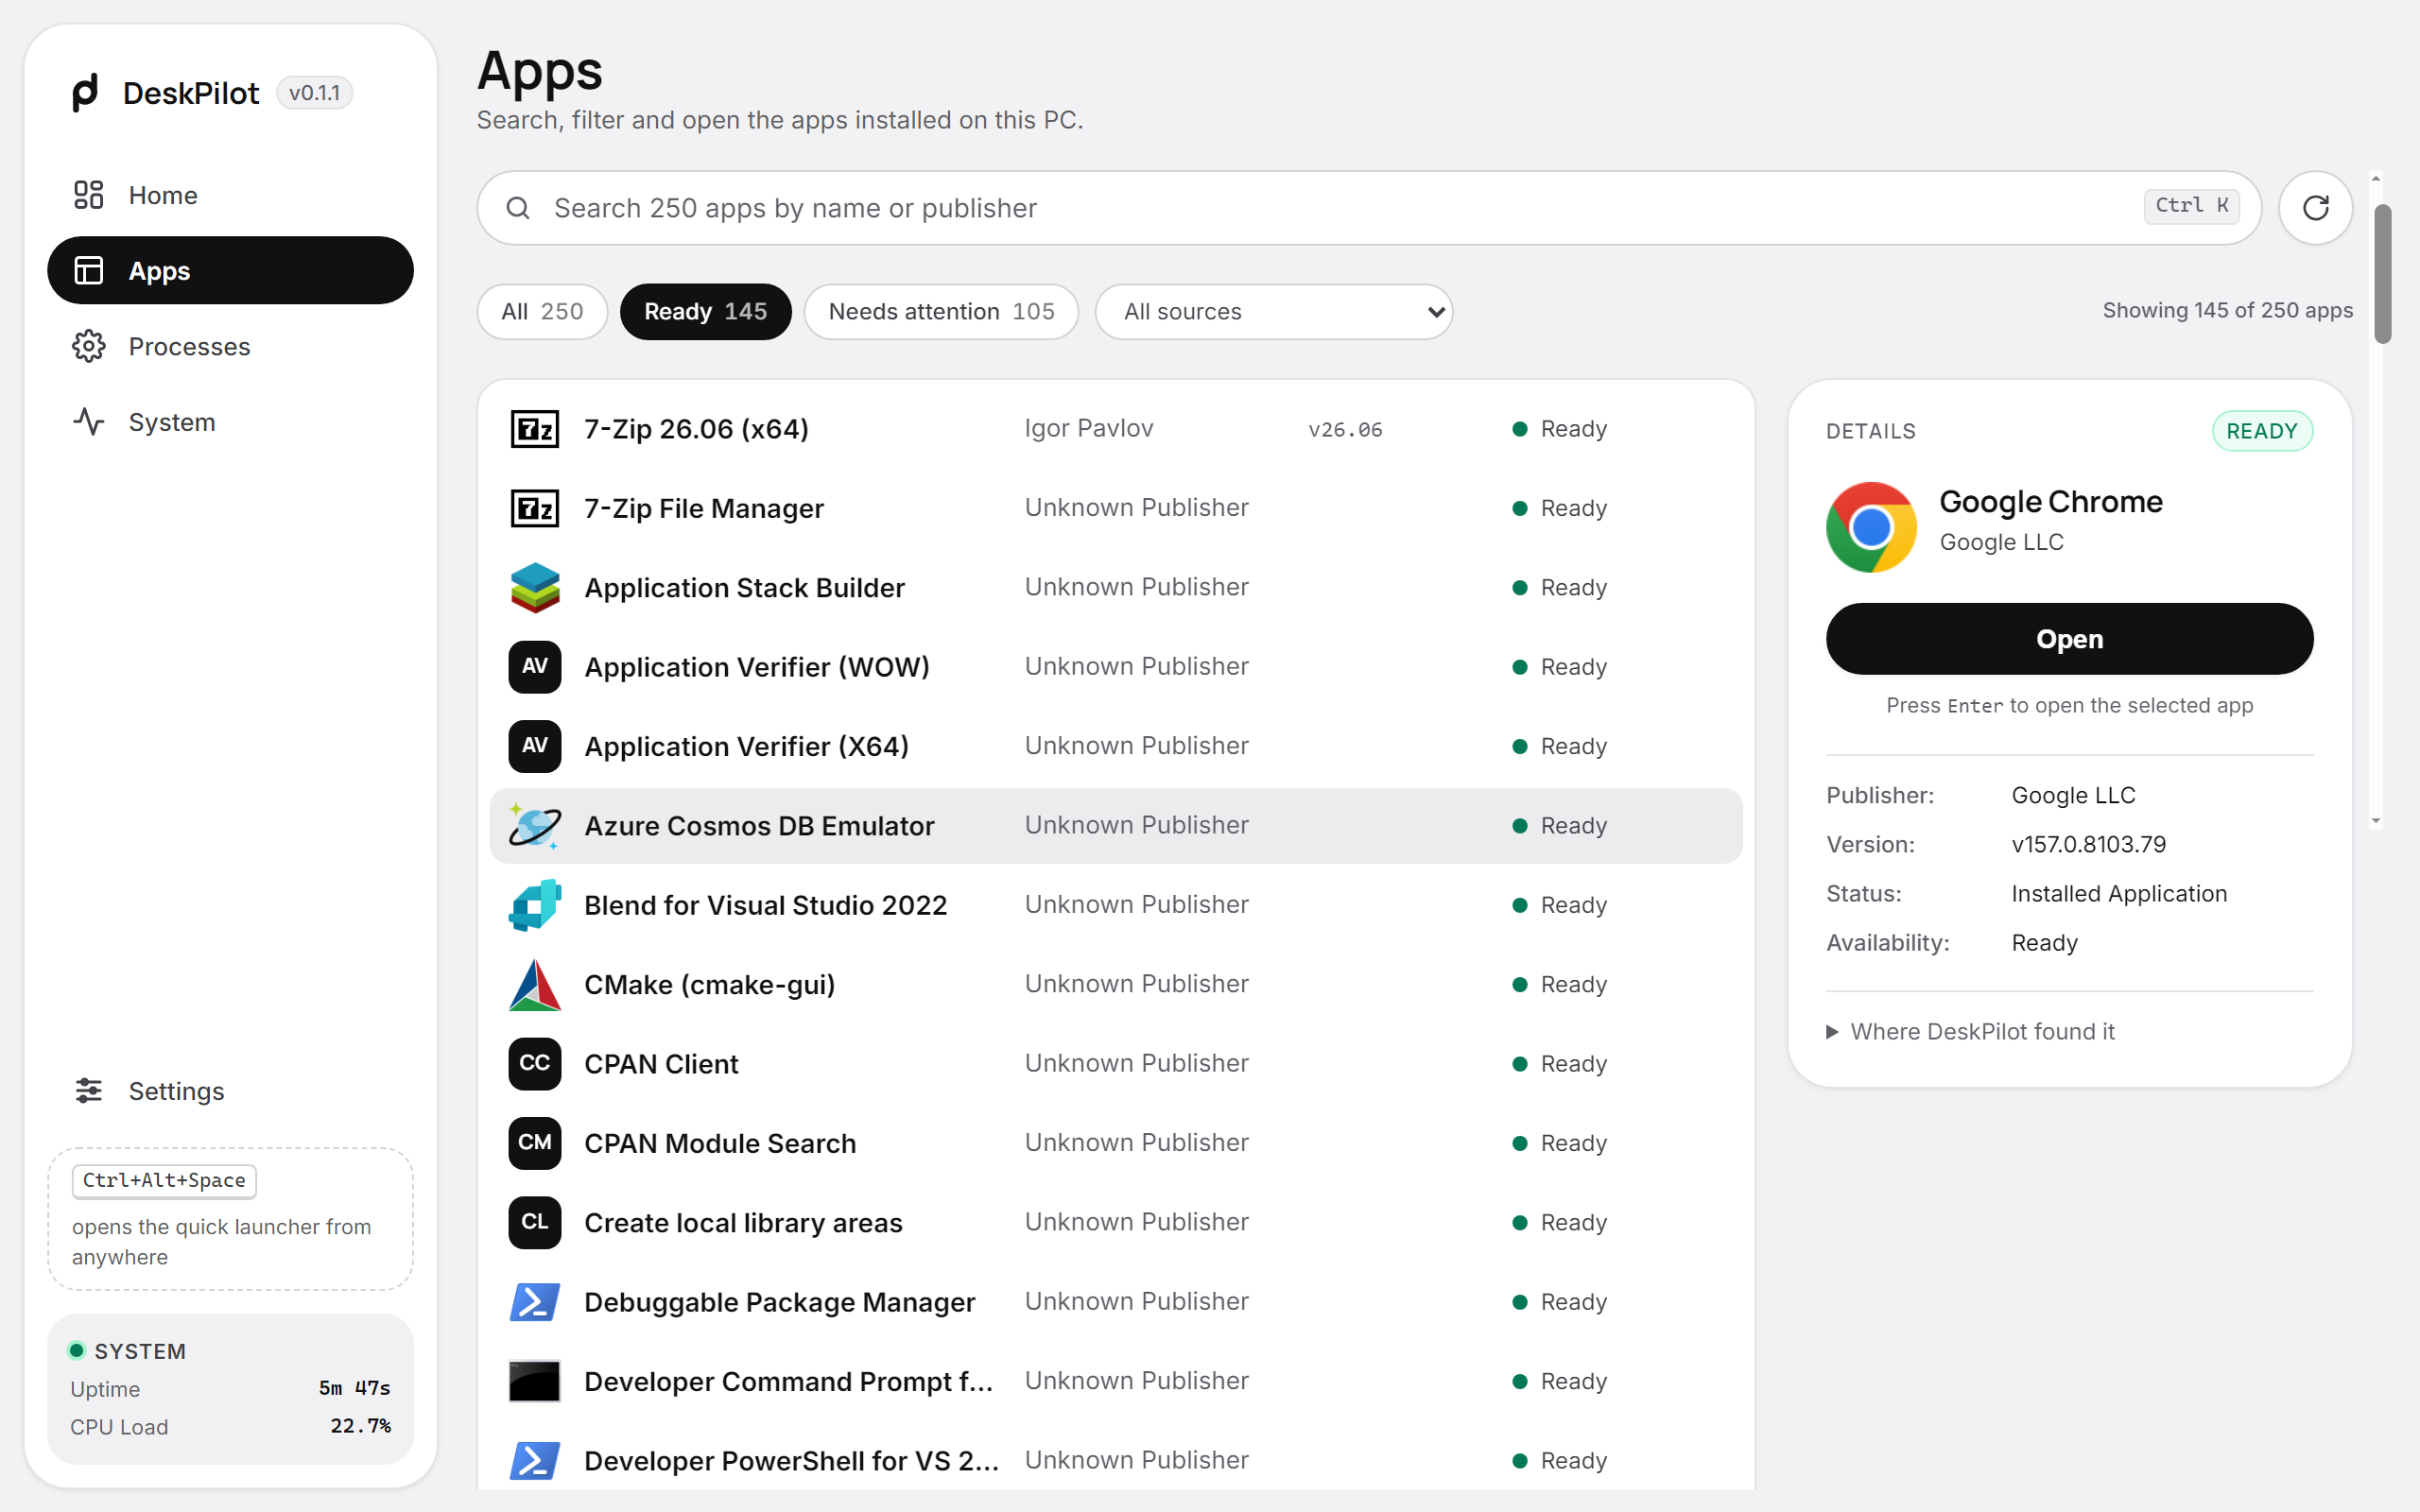 DeskPilot v0.1.1
Home
Apps
Processes
System
Settings
Ctrl+Alt+Space
opens the quick launcher from
anywhere
SYSTEM
Uptime 5m 47s
CPU Load 22.7%
Apps
Search, filter and open the apps installed on this PC.
Search 250 apps by name or publisher Ctrl K
All 250 Ready 145 Needs attention 105 All sources Showing 145 of 250 apps
7z 7-Zip 26.06 (x64) Igor Pavlov v26.06 Ready
7z 7-Zip File Manager Unknown Publisher Ready
Application Stack Builder Unknown Publisher Ready
AV Application Verifier (WOW) Unknown Publisher Ready
AV Application Verifier (X64) Unknown Publisher Ready
Azure Cosmos DB Emulator Unknown Publisher Ready
Blend for Visual Studio 2022 Unknown Publisher Ready
CMake (cmake-gui) Unknown Publisher Ready
CC CPAN Client Unknown Publisher Ready
CM CPAN Module Search Unknown Publisher Ready
CL Create local library areas Unknown Publisher Ready
Debuggable Package Manager Unknown Publisher Ready
Developer Command Prompt f... Unknown Publisher Ready
Developer PowerShell for VS 2... Unknown Publisher Ready
DETAILS READY
Google Chrome
Google LLC
Open
Press Enter to open the selected app
Publisher: Google LLC
Version: v157.0.8103.79
Status: Installed Application
Availability: Ready
Where DeskPilot found it